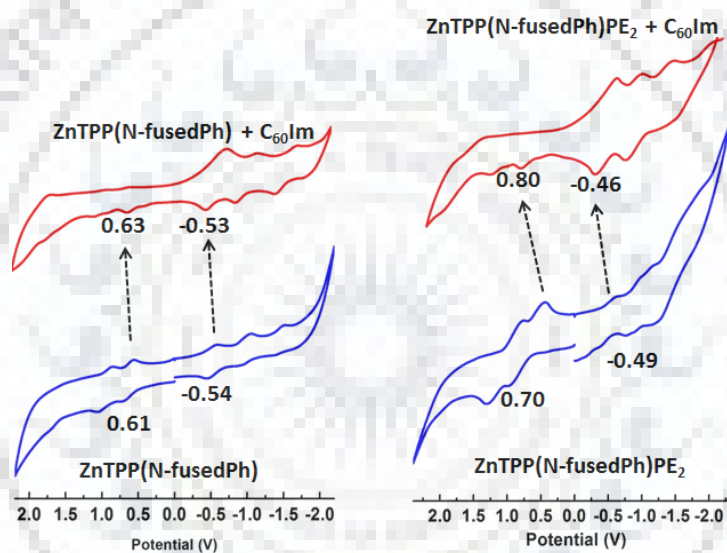 ZnTPP(N-fusedPh)PE₂ + C₆₀Im
ZnTPP(N-fusedPh) + C₆₀Im
0.63 -0.53
0.80 -0.46
0.61 -0.54
0.70 -0.49
ZnTPP(N-fusedPh)
ZnTPP(N-fusedPh)PE₂
2.0 1.5 1.0 0.5 0.0 -0.5 -1.0 -1.5 -2.0
Potential (V)
2.0 1.5 1.0 0.5 0.0 -0.5 -1.0 -1.5 -2.0
Potential (V)